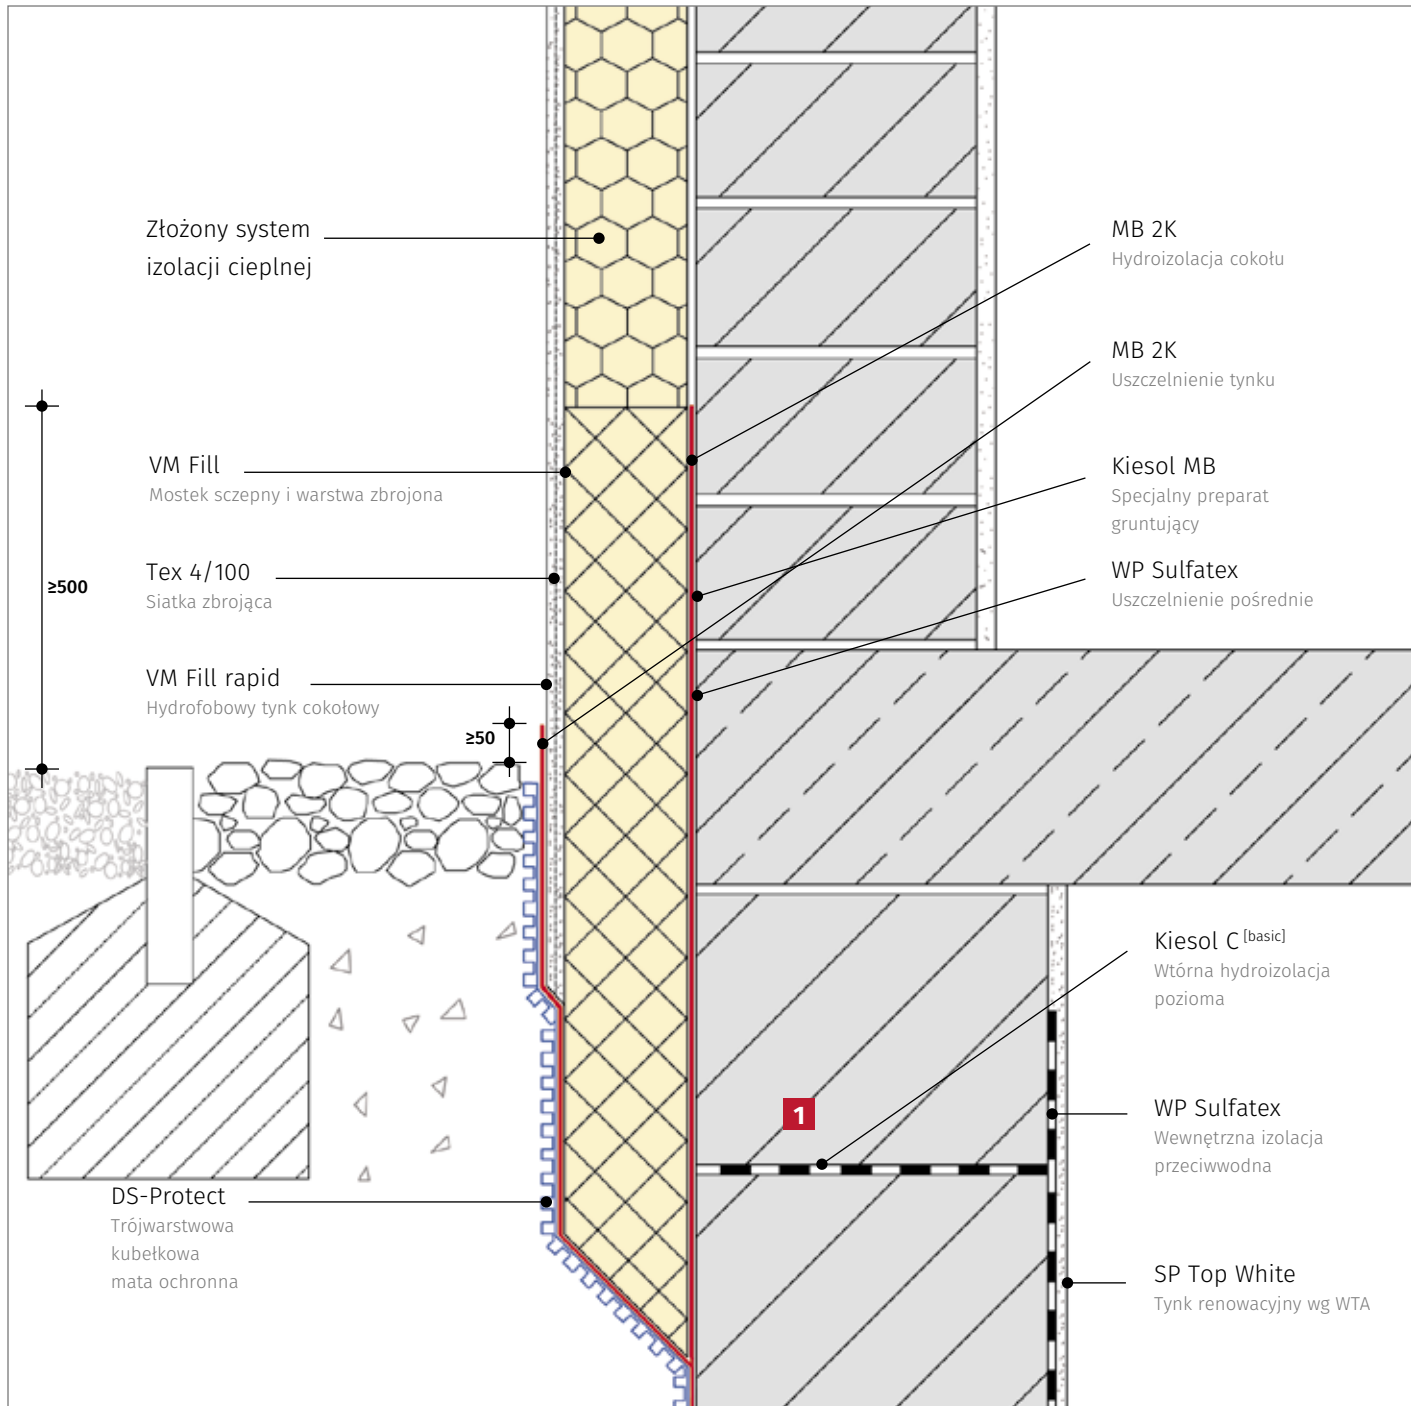 Złożony system
izolacji cieplnej
VM Fill
Mostek sczepny i warstwa zbrojona
≥500
Tex 4/100
Siatka zbrojąca
VM Fill rapid
Hydrofobowy tynk cokołowy
≥50
DS-Protect
Trójwarstwowa
kubełkowa
mata ochronna
MB 2K
Hydroizolacja cokołu
MB 2K
Uszczelnienie tynku
Kiesol MB
Specjalny preparat
gruntujący
WP Sulfatex
Uszczelnienie pośrednie
Kiesol C [basic]
Wtórna hydroizolacja
pozioma
1
WP Sulfatex
Wewnętrzna izolacja
przeciwwodna
SP Top White
Tynk renowacyjny wg WTA